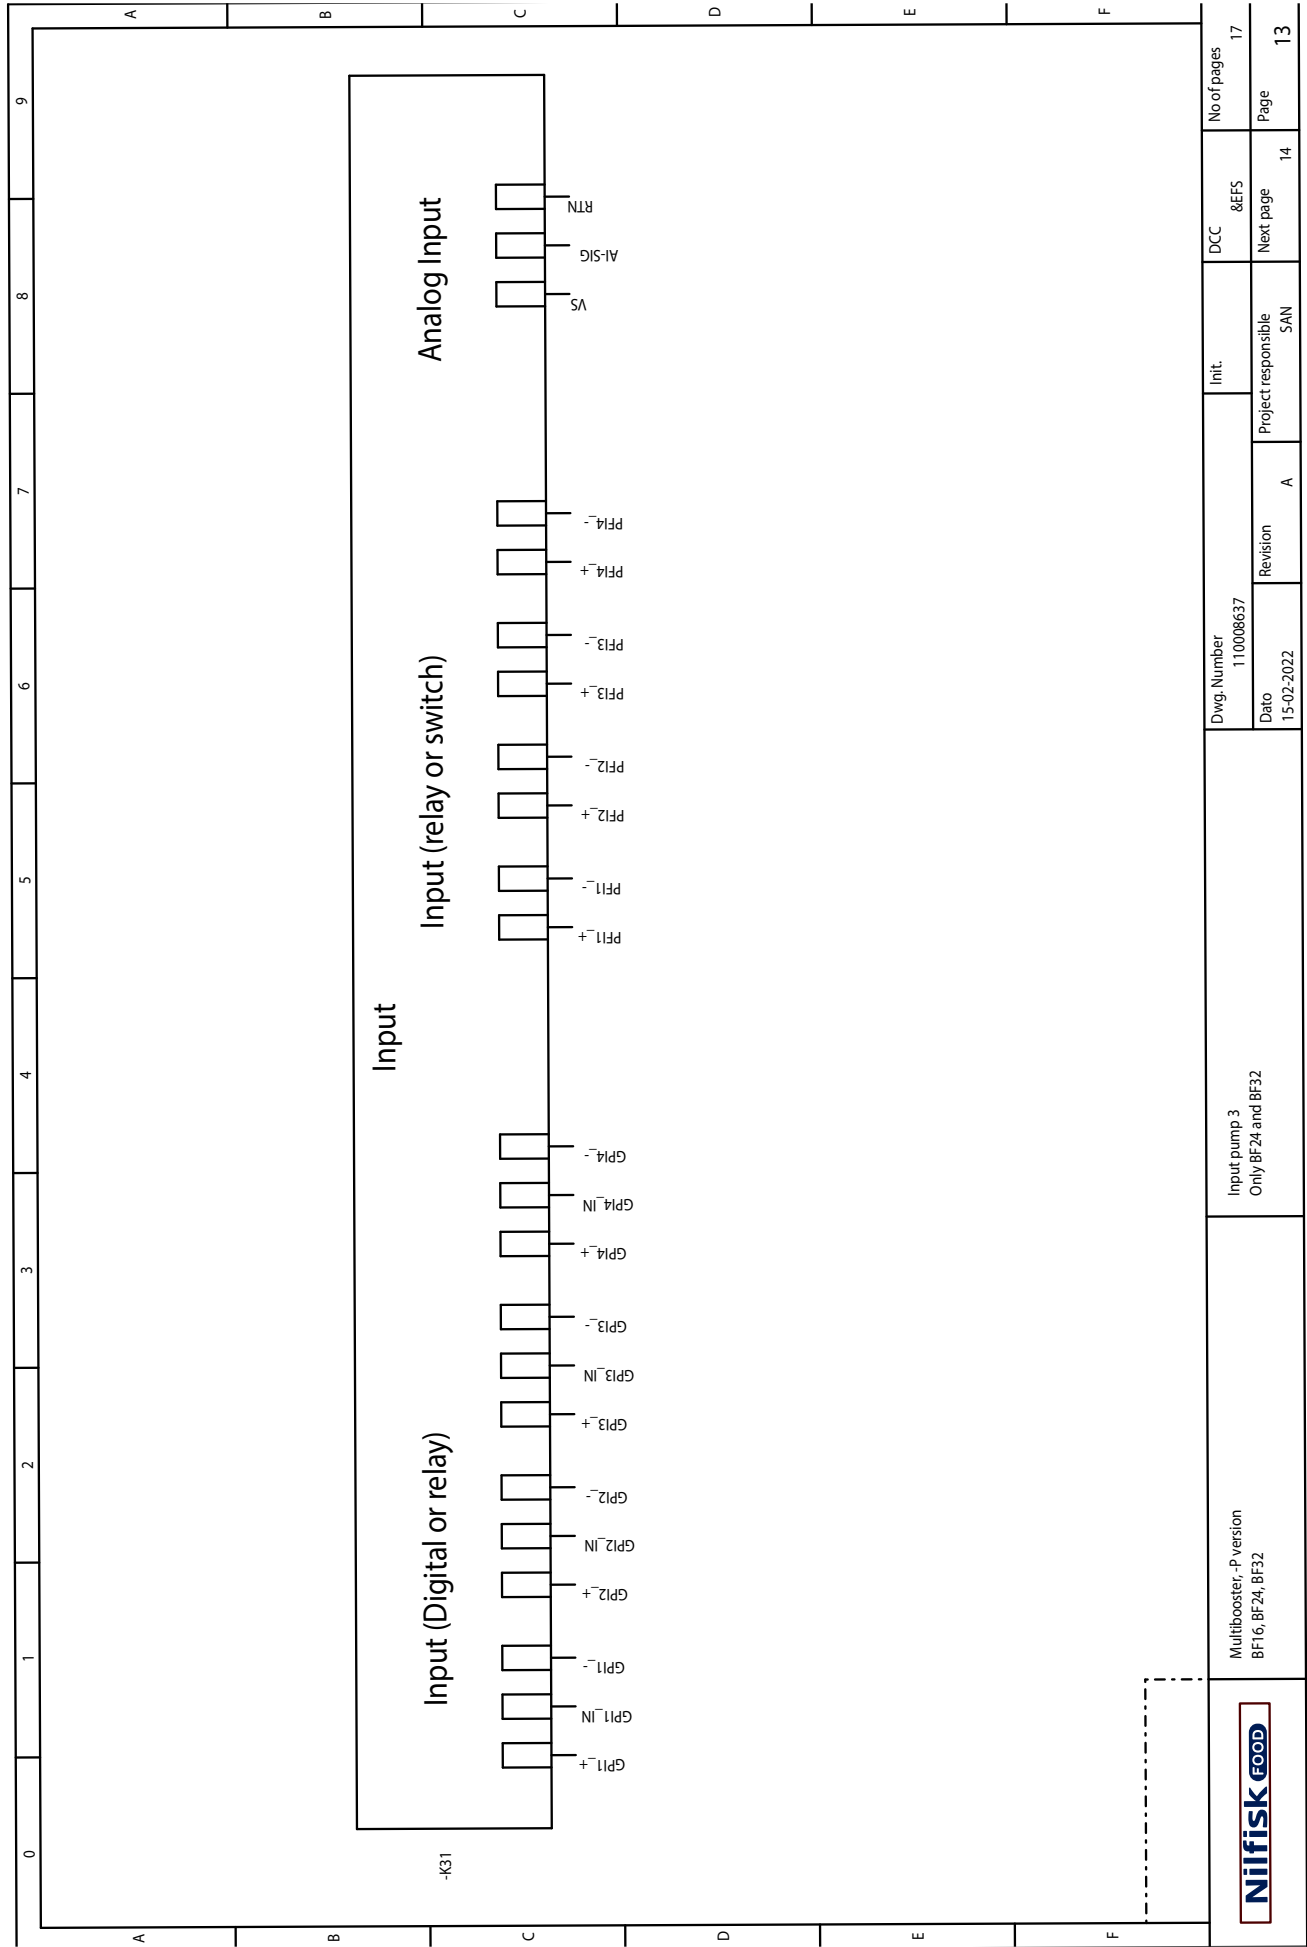 0 1 2 3 4 5 6 7 8 9
A
A
B
B
C
C
D
D
E
E
F
F
-K31
Input
Input (Digital or relay)
Input (relay or switch)
Analog Input
GPI1_+
GPI1_IN
GPI1_-
GPI2_+
GPI2_IN
GPI2_-
GPI3_+
GPI3_IN
GPI3_-
GPI4_+
GPI4_IN
GPI4_-
PFI1_+
PFI1_-
PFI2_+
PFI2_-
PFI3_+
PFI3_-
PFI4_+
PFI4_-
VS
AI-SIG
RTN
Nilfisk FOOD
Multibooster, -P version
BF16, BF24, BF32
Input pump 3
Only BF24 and BF32
Dwg. Number
110008637
Init.
DCC
&EFS
No of pages
17
Dato
15-02-2022
Revision
A
Project responsible
SAN
Next page
14
Page
13